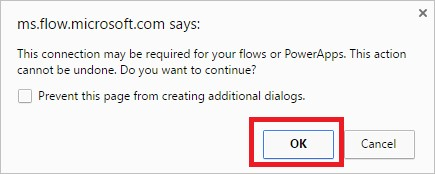 ms.flow.microsoft.com says:
This connection may be required for your flows or PowerApps. This action
cannot be undone. Do you want to continue?
Prevent this page from creating additional dialogs.
OK Cancel